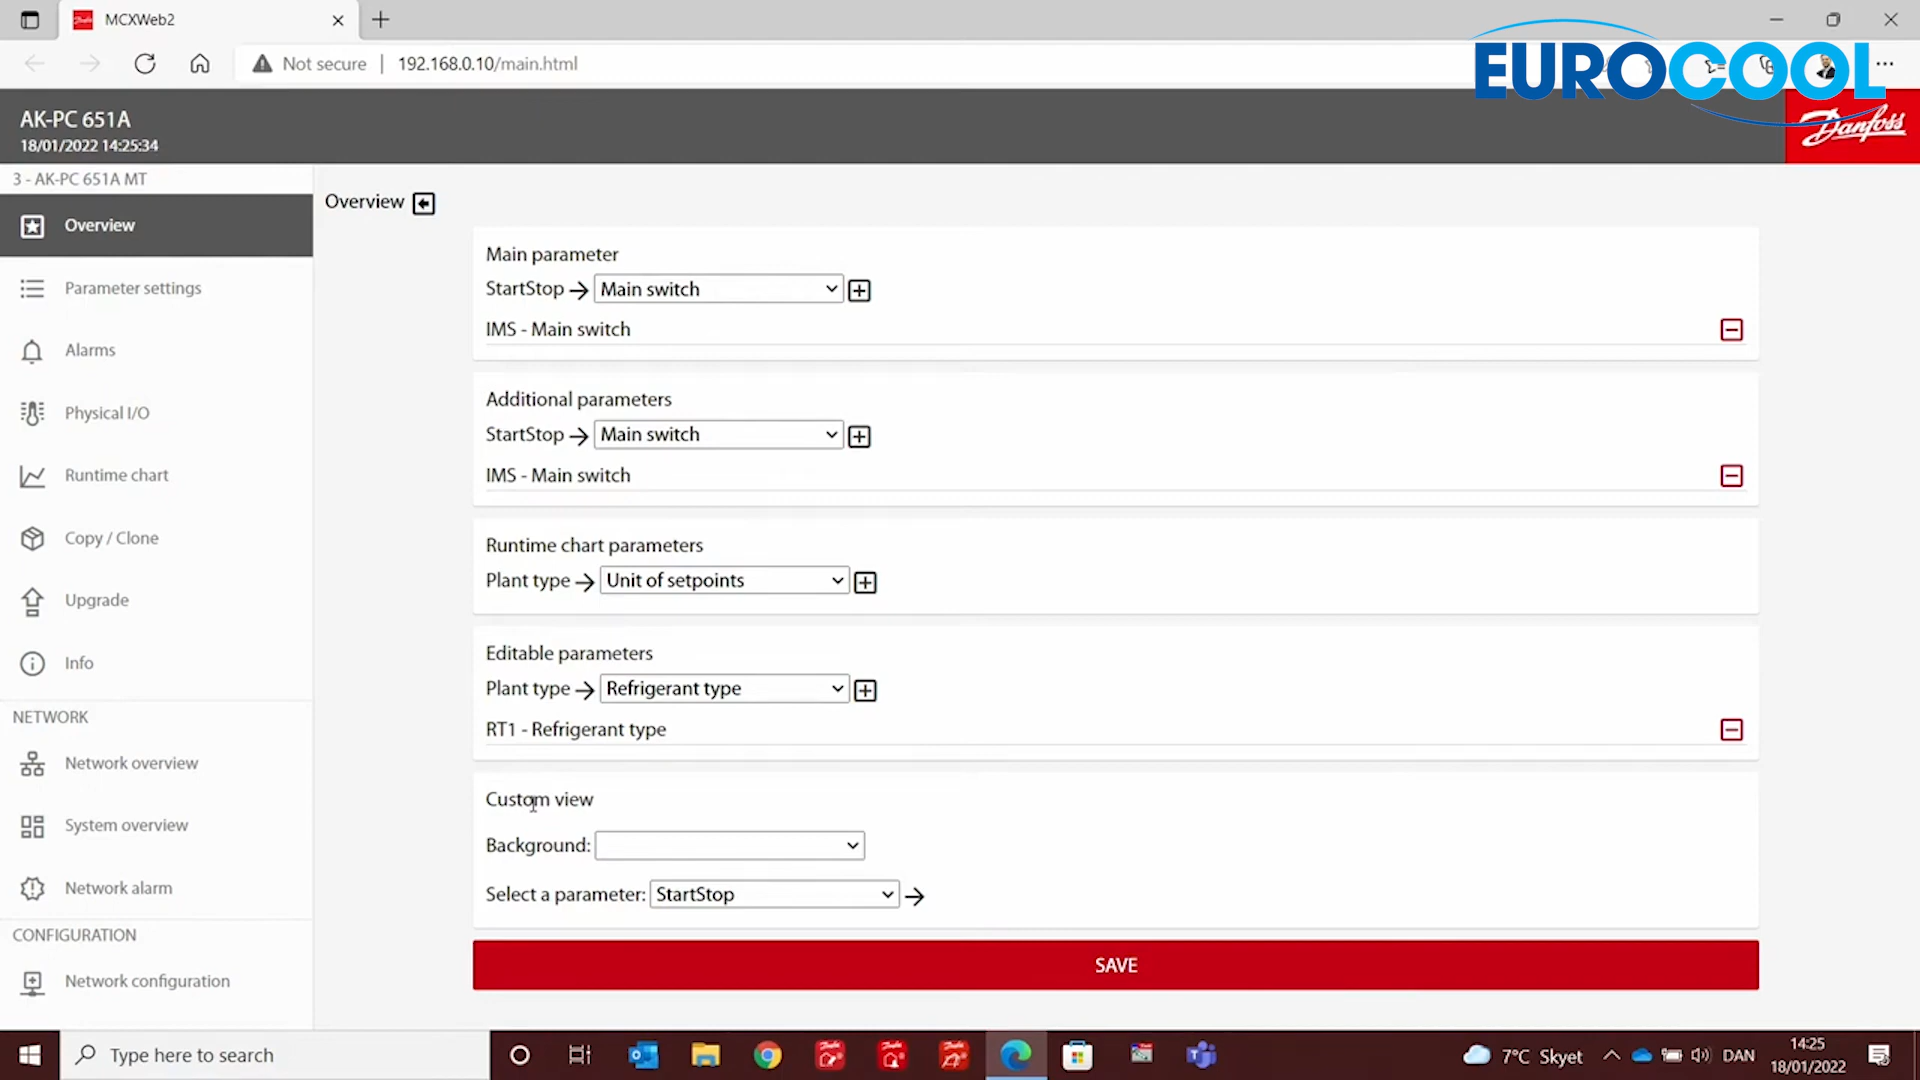 MCXWeb2
Not secure | 192.168.0.10/main.html
EUROCOOL
AK-PC 651A
18/01/2022 14:25:34
Danfoss
3 - AK-PC 651A MT
Overview
Parameter settings
Alarms
Physical I/O
Runtime chart
Copy / Clone
Upgrade
Info
NETWORK
Network overview
System overview
Network alarm
CONFIGURATION
Network configuration
Overview
Main parameter
StartStop → Main switch
IMS - Main switch
Additional parameters
StartStop → Main switch
IMS - Main switch
Runtime chart parameters
Plant type → Unit of setpoints
Editable parameters
Plant type → Refrigerant type
RT1 - Refrigerant type
Custom view
Background:
Select a parameter: StartStop →
SAVE
Type here to search
7°C Skyet
DAN
14:25
18/01/2022